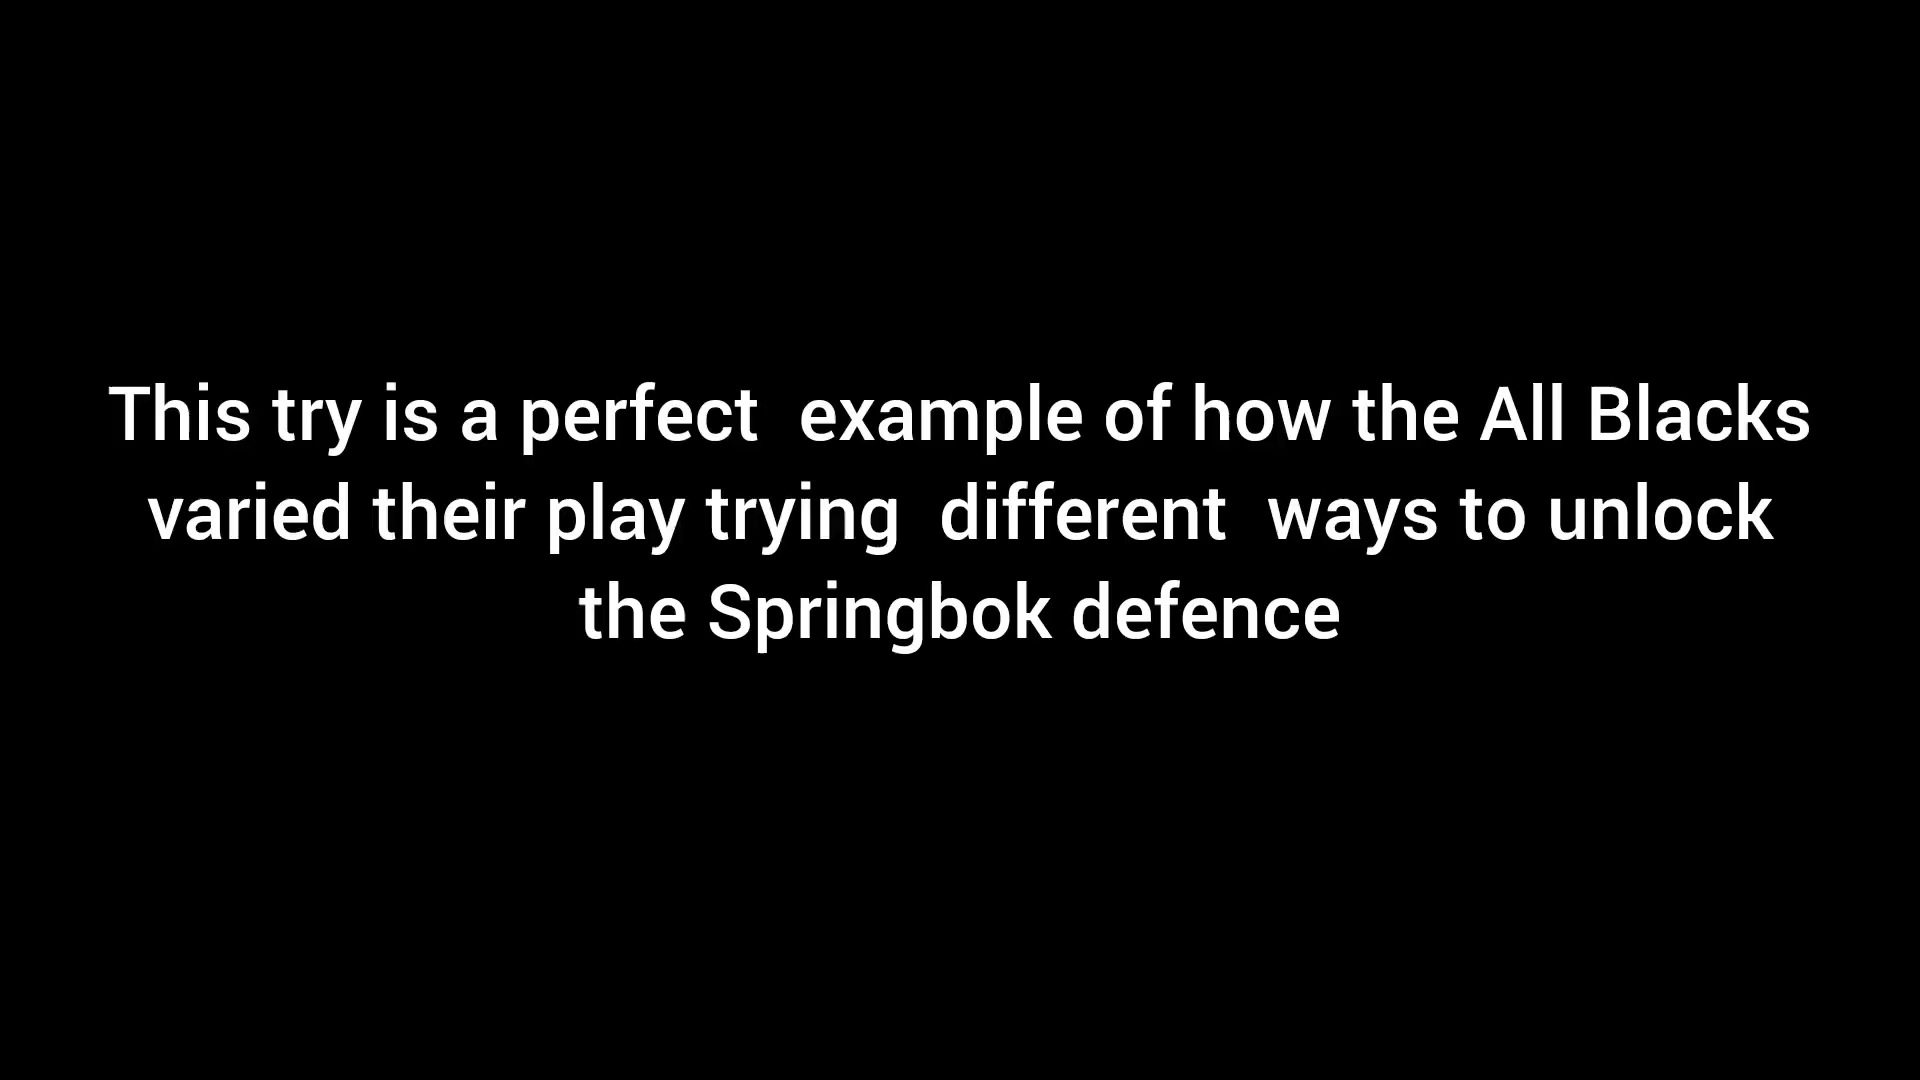 This try is a perfect  example of how the All Blacks
varied their play trying  different  ways to unlock
the Springbok defence